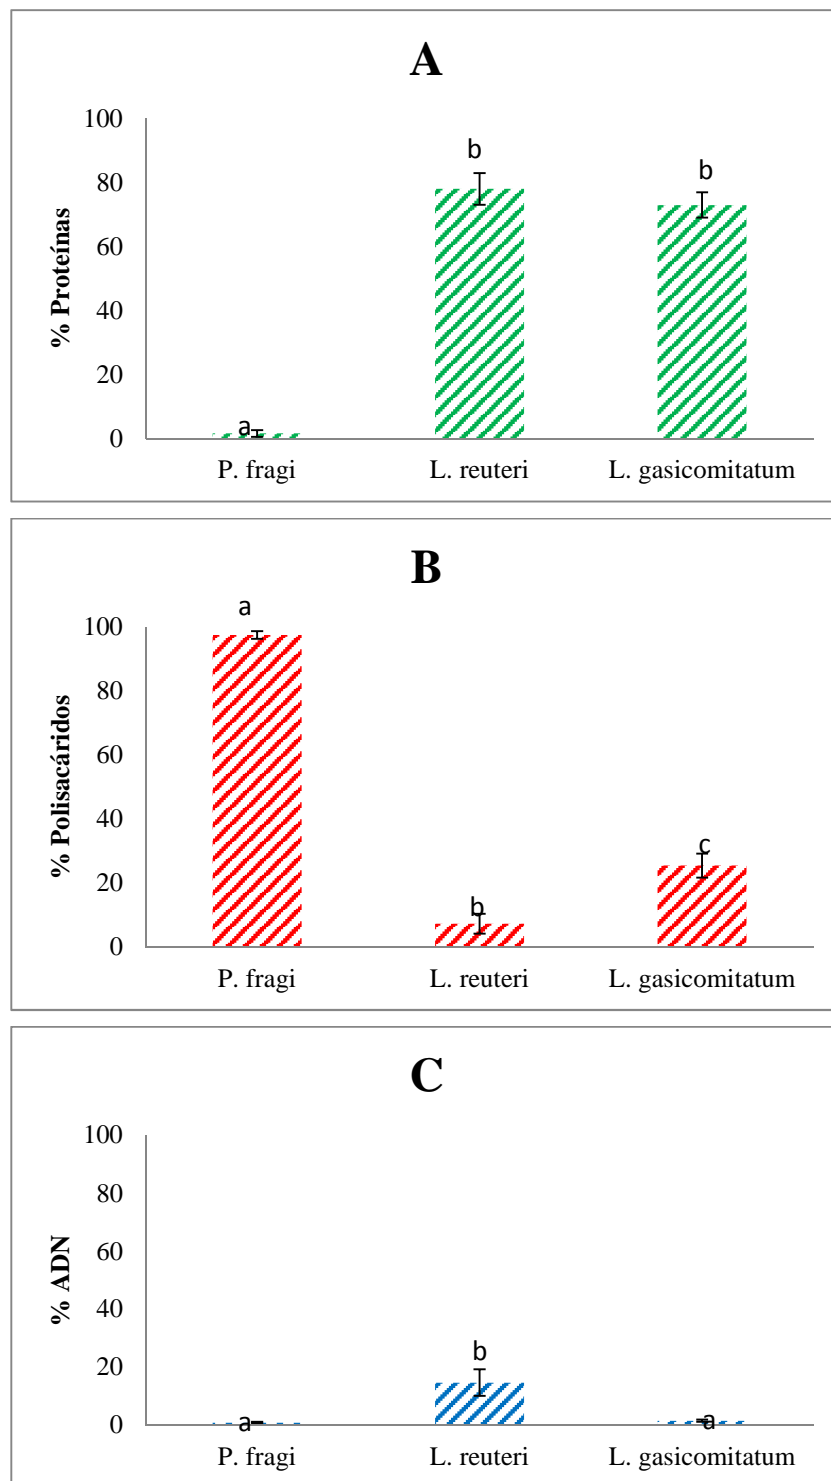 A
% Proteínas
100
80
60
40
20
0
a
b
b
P. fragi
L. reuteri
L. gasicomitatum
B
% Polisacáridos
100
80
60
40
20
0
a
b
c
P. fragi
L. reuteri
L. gasicomitatum
C
% ADN
100
80
60
40
20
0
a
b
a
P. fragi
L. reuteri
L. gasicomitatum